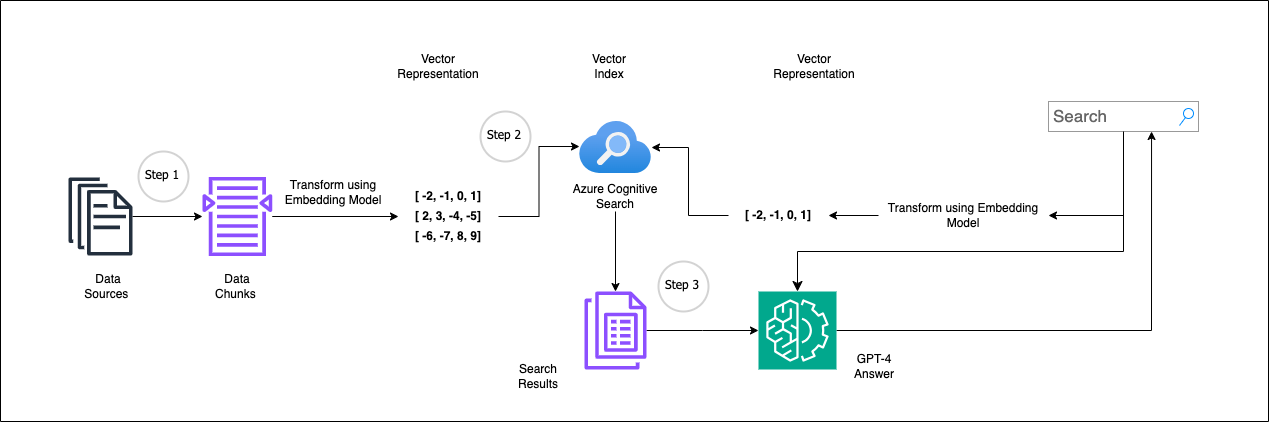 Vector
Representation
Vector
Index
Vector
Representation
Search
Step 1
Step 2
Transform using
Embedding Model
[ -2, -1, 0, 1]
[ 2, 3, -4, -5]
[ -6, -7, 8, 9]
Azure Cognitive
Search
[ -2, -1, 0, 1]
Transform using Embedding
Model
Data
Sources
Data
Chunks
Step 3
Search
Results
GPT-4
Answer